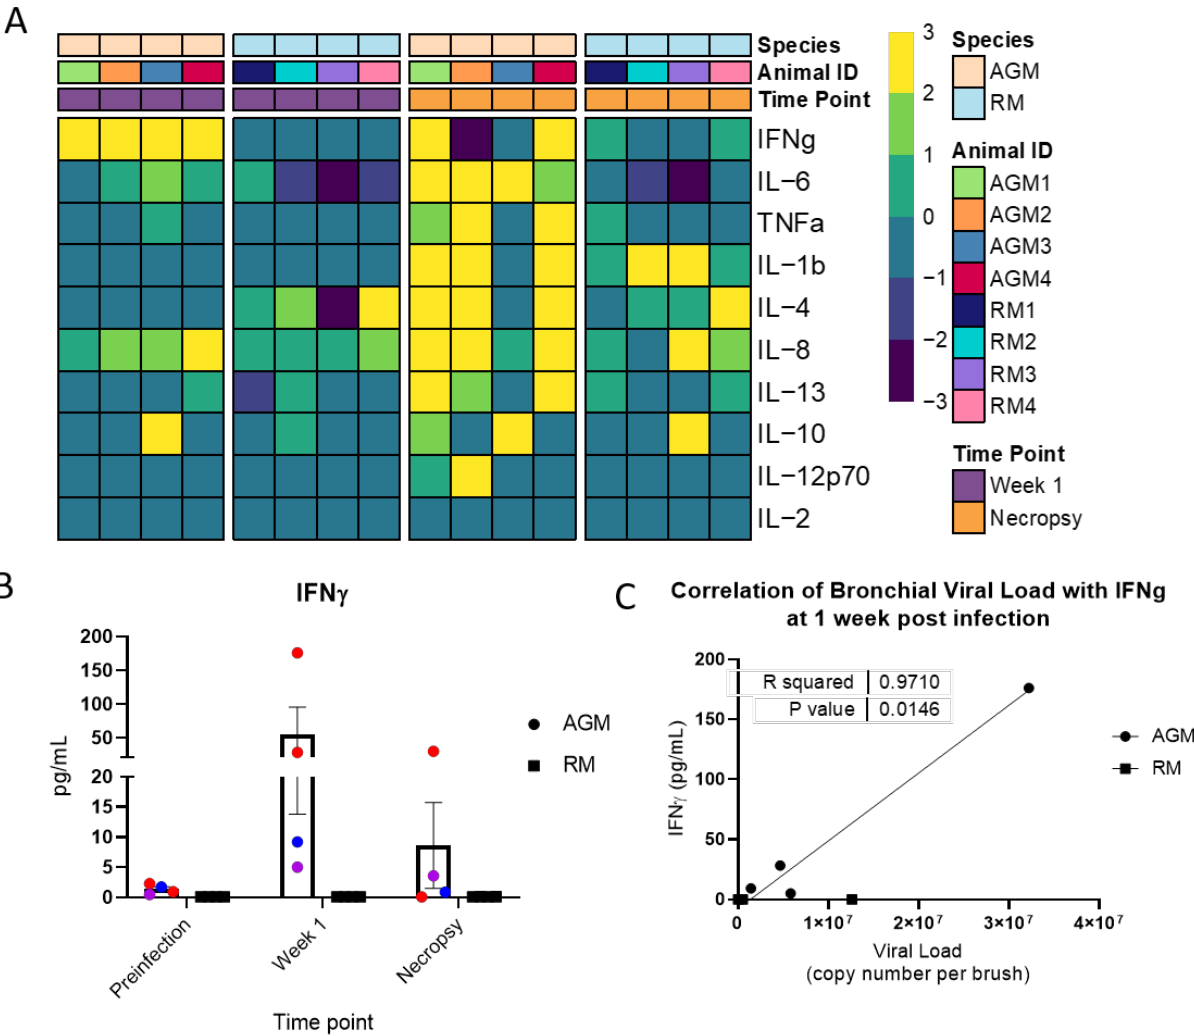 A
Species
Animal ID
Time Point
IFNg
IL−6
TNFa
IL−1b
IL−4
IL−8
IL−13
IL−10
IL−12p70
IL−2
3
2
1
0
−1
−2
−3
Species
AGM
RM
Animal ID
AGM1
AGM2
AGM3
AGM4
RM1
RM2
RM3
RM4
Time Point
Week 1
Necropsy
B
IFNγ
pg/mL
200
150
100
50
20
15
10
5
0
Preinfection
Week 1
Necropsy
Time point
AGM
RM
C
Correlation of Bronchial Viral Load with IFNg
at 1 week post infection
R squared 0.9710
P value 0.0146
IFNγ (pg/mL)
200
150
100
50
0
0 1×10⁷ 2×10⁷ 3×10⁷ 4×10⁷
Viral Load
(copy number per brush)
AGM
RM